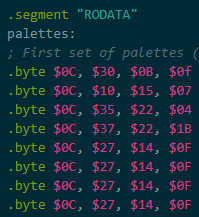 .segment "RODATA"
palettes:
; First set of palettes (
.byte $0C, $30, $0B, $0f
.byte $0C, $10, $15, $07
.byte $0C, $35, $22, $04
.byte $0C, $37, $22, $1B
.byte $0C, $27, $14, $0F
.byte $0C, $27, $14, $0F
.byte $0C, $27, $14, $0F
.byte $0C, $27, $14, $0F